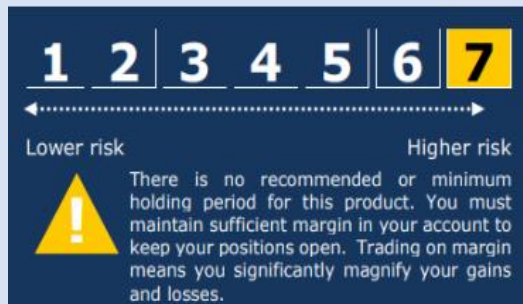 1 2 3 4 5 6 7
Lower risk Higher risk
!
There is no recommended or minimum
holding period for this product. You must
maintain sufficient margin in your account to
keep your positions open. Trading on margin
means you significantly magnify your gains
and losses.